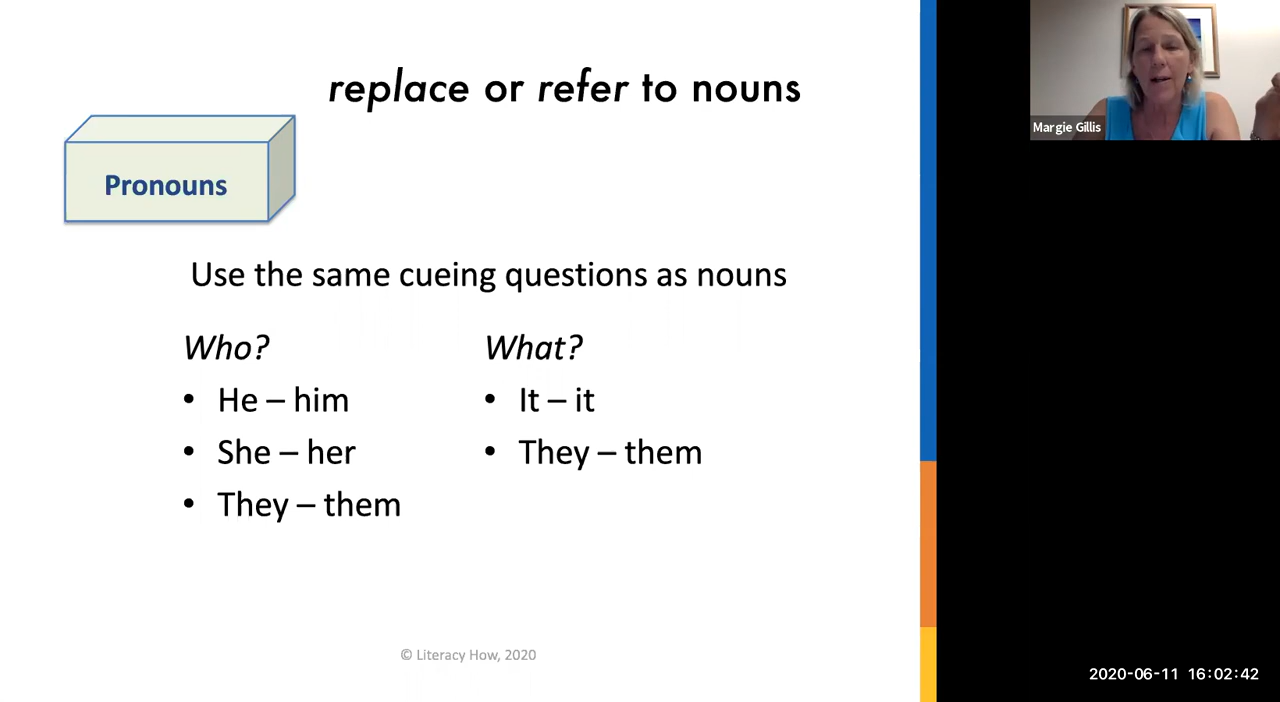 replace or refer to nouns
Pronouns
Use the same cueing questions as nouns
Who?
• He – him
• She – her
• They – them
What?
• It – it
• They – them
© Literacy How, 2020
Margie Gillis
2020-06-11 16:02:42